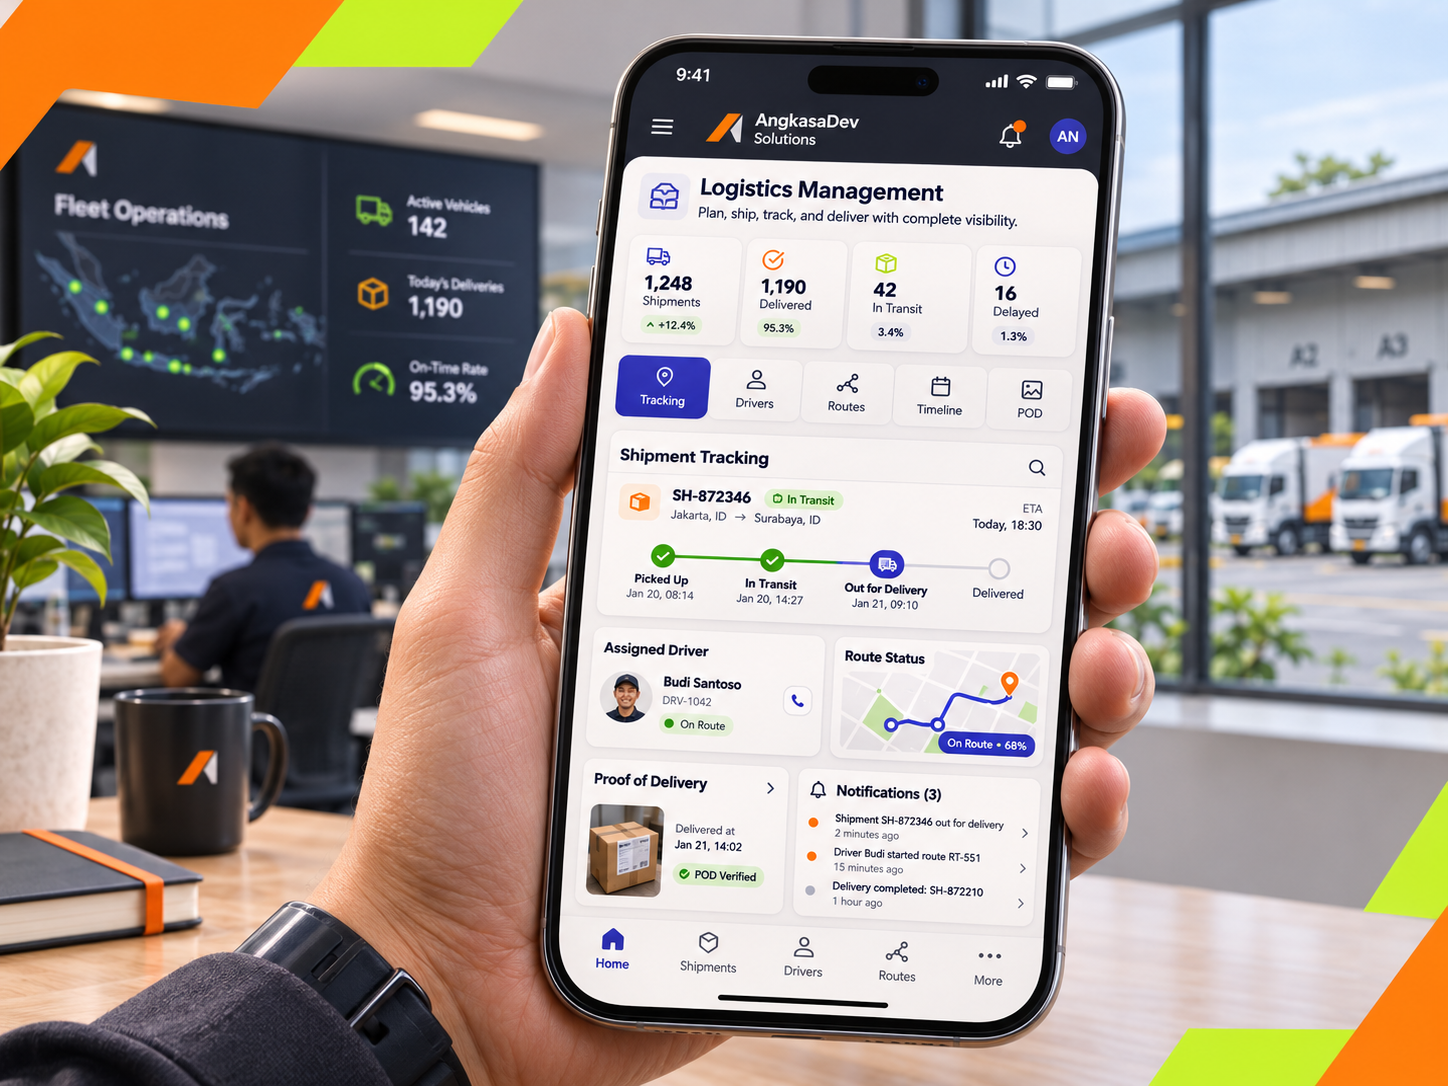 Fleet Operations
Active Vehicles
142
Today's Deliveries
1,190
On-Time Rate
95.3%
9:41
AngkasaDev
Solutions
AN
Logistics Management
Plan, ship, track, and deliver with complete visibility.
1,248
Shipments
+12.4%
1,190
Delivered
95.3%
42
In Transit
3.4%
16
Delayed
1.3%
Tracking
Drivers
Routes
Timeline
POD
Shipment Tracking
SH-872346
In Transit
Jakarta, ID → Surabaya, ID
ETA
Today, 18:30
Picked Up
Jan 20, 08:14
In Transit
Jan 20, 14:27
Out for Delivery
Jan 21, 09:10
Delivered
Assigned Driver
Budi Santoso
DRV-1042
On Route
Route Status
On Route • 68%
Proof of Delivery
Delivered at
Jan 21, 14:02
POD Verified
Notifications (3)
Shipment SH-872346 out for delivery
2 minutes ago
Driver Budi started route RT-551
15 minutes ago
Delivery completed: SH-872210
1 hour ago
Home
Shipments
Drivers
Routes
More
A2
A3